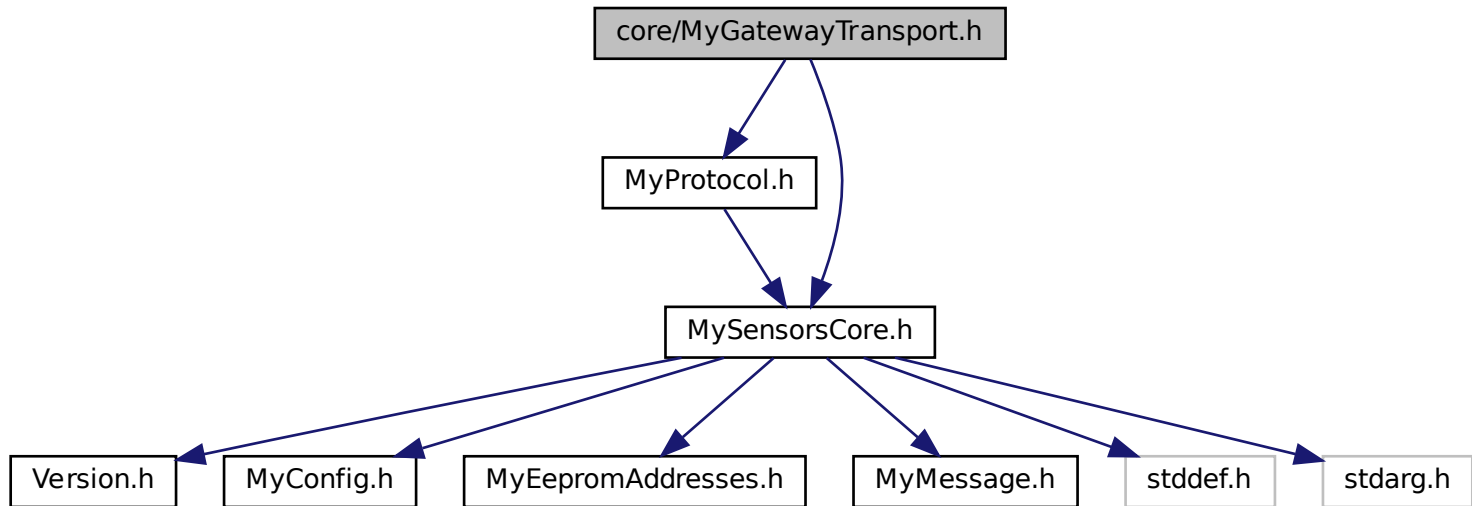 core/MyGatewayTransport.h
MyProtocol.h
MySensorsCore.h
Version.h
MyConfig.h
MyEepromAddresses.h
MyMessage.h
stddef.h
stdarg.h